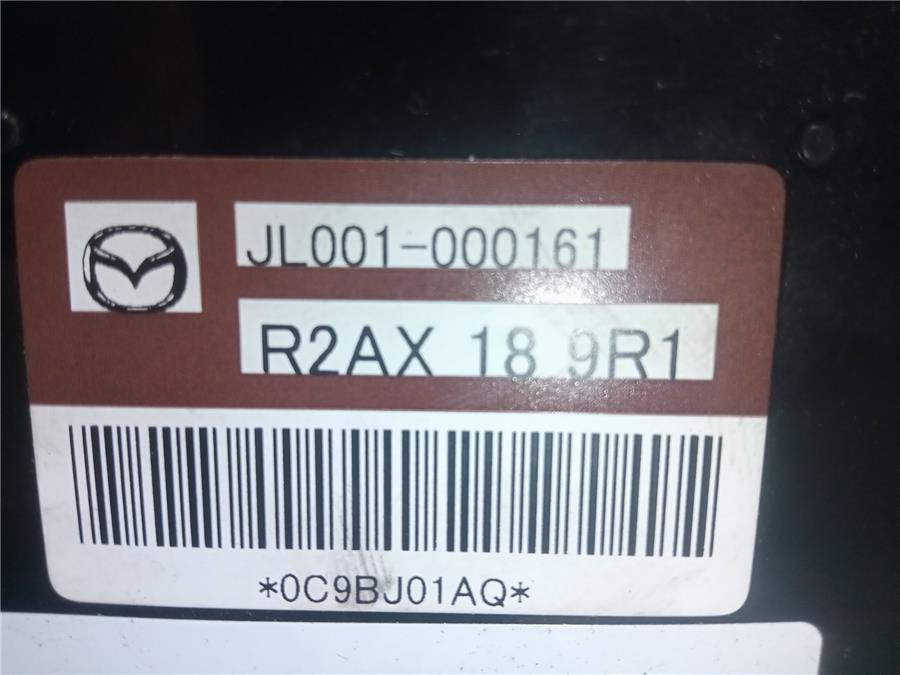 JL001-000161
R2AX 18 9R1
*0C9BJ01AQ*